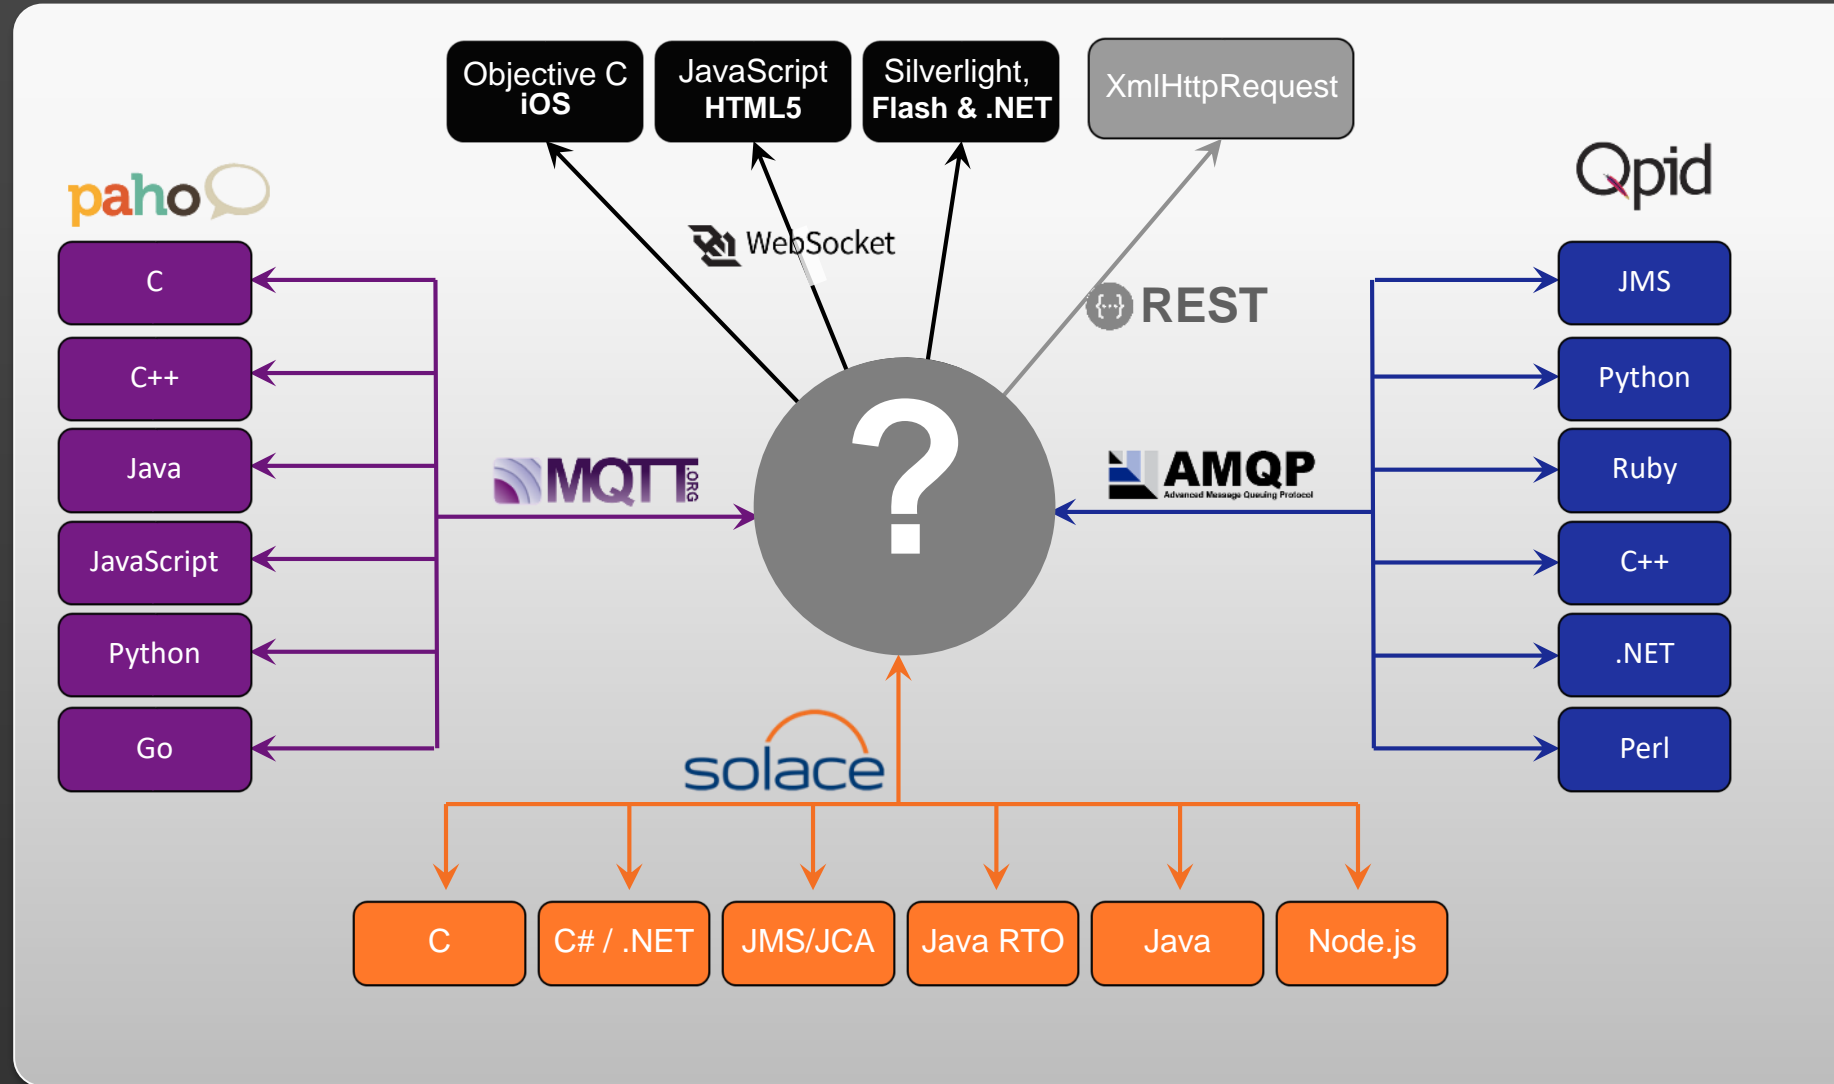 Objective C
iOS
JavaScript
HTML5
Silverlight,
Flash & .NET
XmlHttpRequest
paho
WebSocket
{...} REST
Qpid
C
C++
Java
JavaScript
Python
Go
MQTT.ORG
?
AMQP
Advanced Message Queuing Protocol
JMS
Python
Ruby
C++
.NET
Perl
solace
C
C# / .NET
JMS/JCA
Java RTO
Java
Node.js